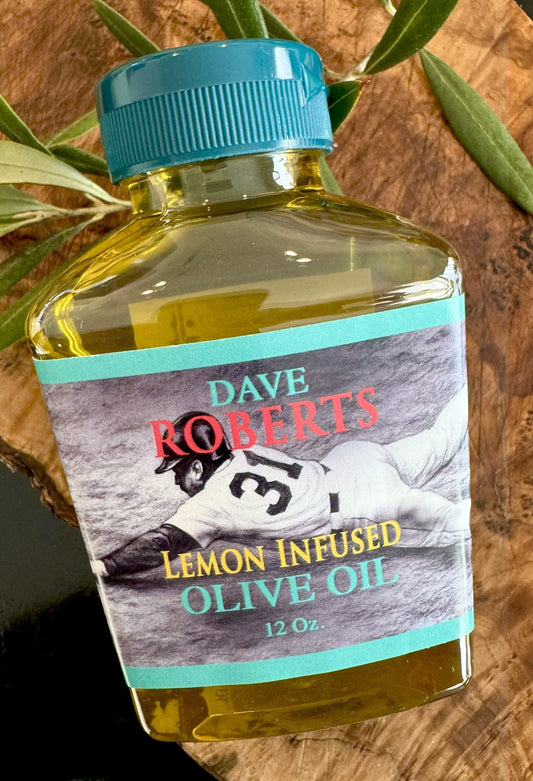 DAVE
ROBERTS
31
LEMON INFUSED
OLIVE OIL
12 OZ.